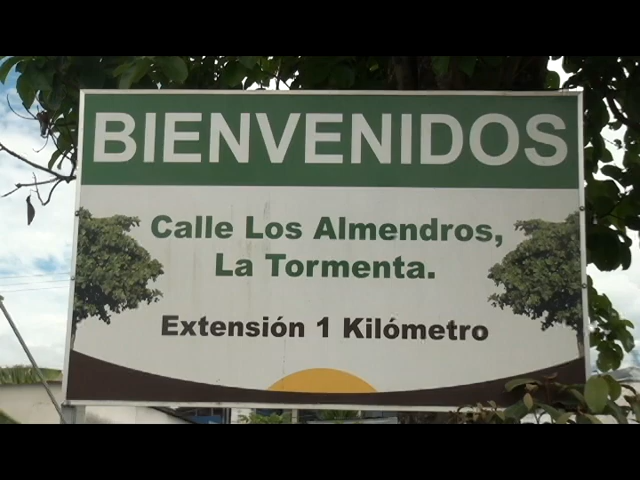 BIENVENIDOS
Calle Los Almendros,
La Tormenta.
Extensión 1 Kilómetro